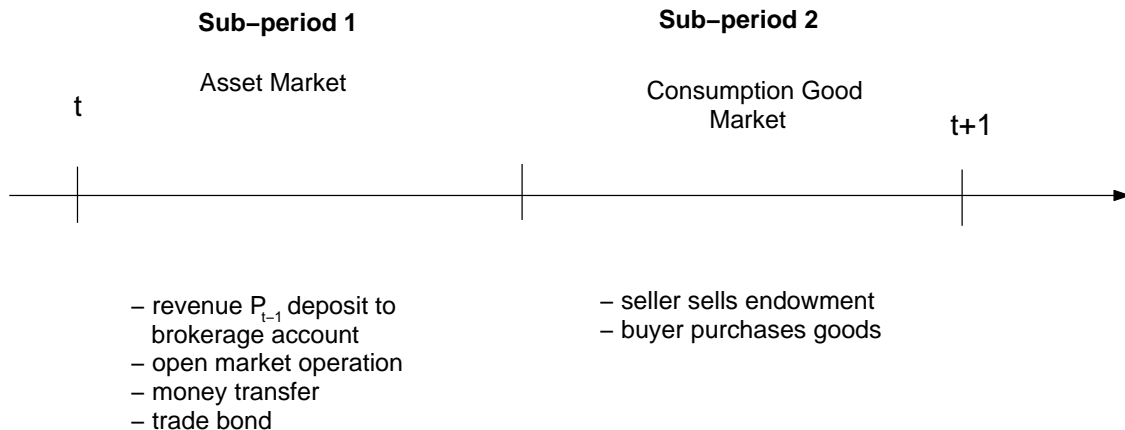 Sub−period 1
Sub−period 2
Asset Market
Consumption Good
Market
t
t+1
− revenue P_{t−1} deposit to
brokerage account
− open market operation
− money transfer
− trade bond
− seller sells endowment
− buyer purchases goods